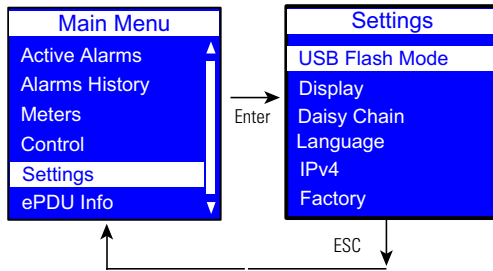 Main Menu
Active Alarms
Alarms History
Meters
Control
Settings
ePDU Info
Enter
Settings
USB Flash Mode
Display
Daisy Chain
Language
IPv4
Factory
ESC